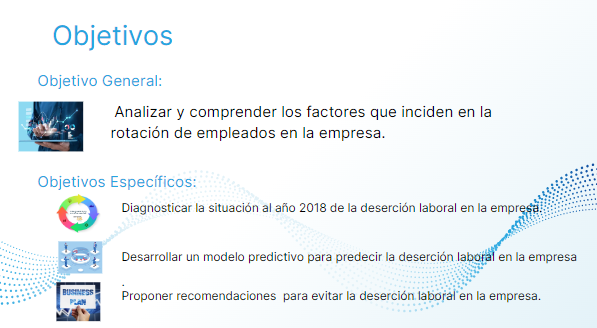 Objetivos
Objetivo General:
Analizar y comprender los factores que inciden en la
rotación de empleados en la empresa.
Objetivos Específicos:
Diagnosticar la situación al año 2018 de la deserción laboral en la empresa.
Desarrollar un modelo predictivo para predecir la deserción laboral en la empresa
.
Proponer recomendaciones para evitar la deserción laboral en la empresa.
BUSINESS
PLAN